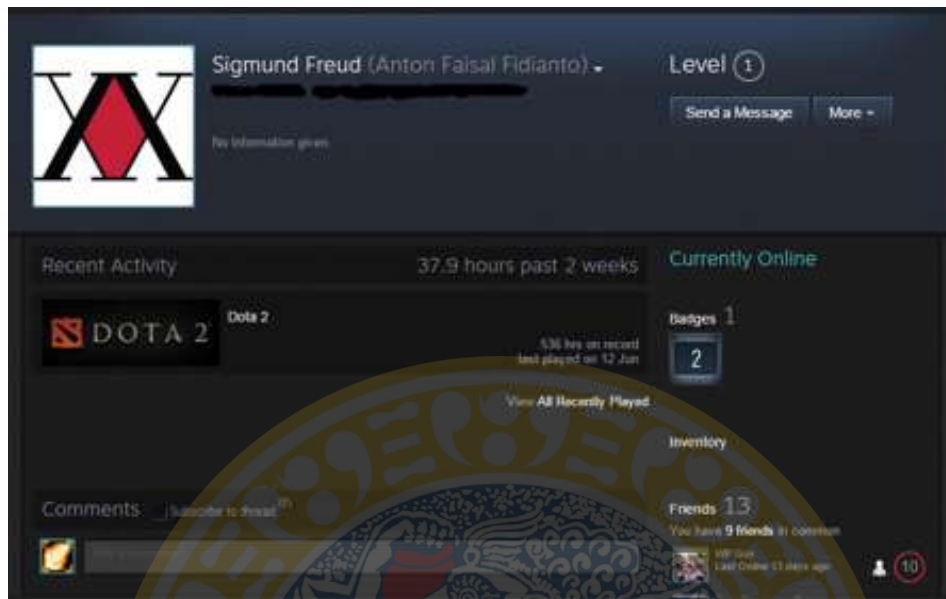 Sigmund Freud (Anton Faisal Fidianto)
No information given.
Level 1
Send a Message
More
Recent Activity
37.9 hours past 2 weeks
DOTA 2
Dota 2
536 hrs on record
last played on 12 Jun
View All Recently Played
Comments
Subscribe to thread (?)
Currently Online
Badges 1
2
Inventory
Friends 13
You have 9 friends in common
Last Online 13 days ago
10